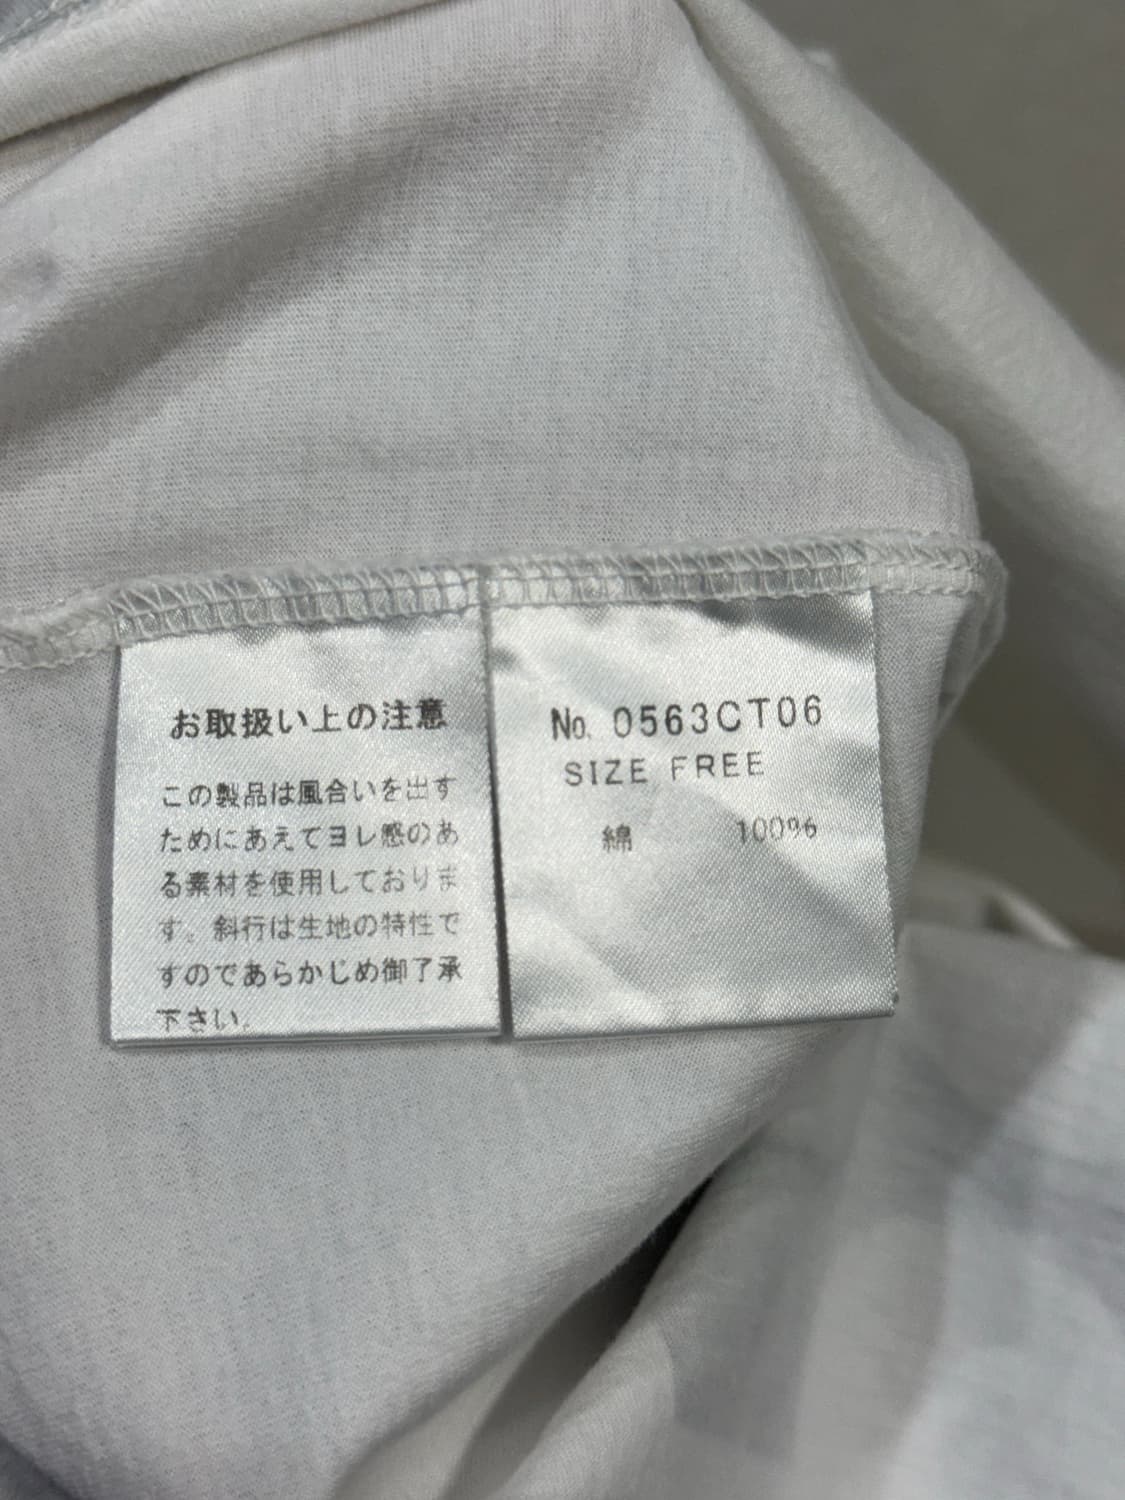 お取扱い上の注意
この製品は風合いを出す
ためにあえてヨレ感のあ
る素材を使用しておりま
す。斜行は生地の特性で
すのであらかじめ御了承
下さい。
No. 0563CT06
SIZE FREE
綿 100%